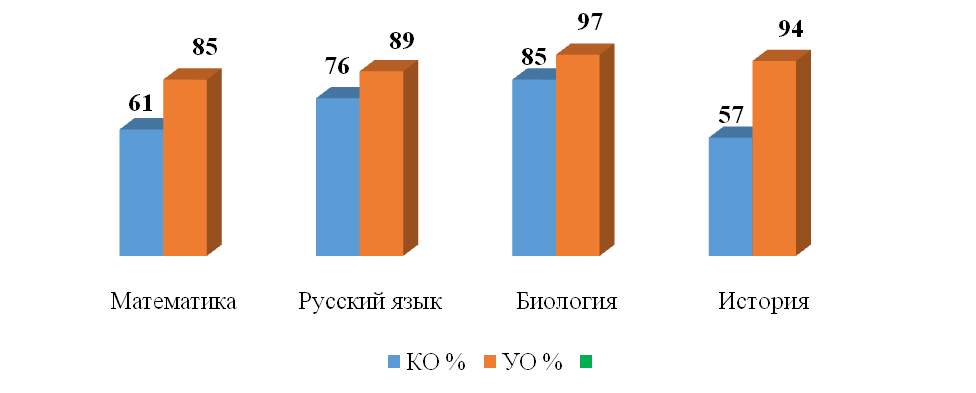 61 85 76 89 85 97 57 94
Математика Русский язык Биология История
КО % УО %